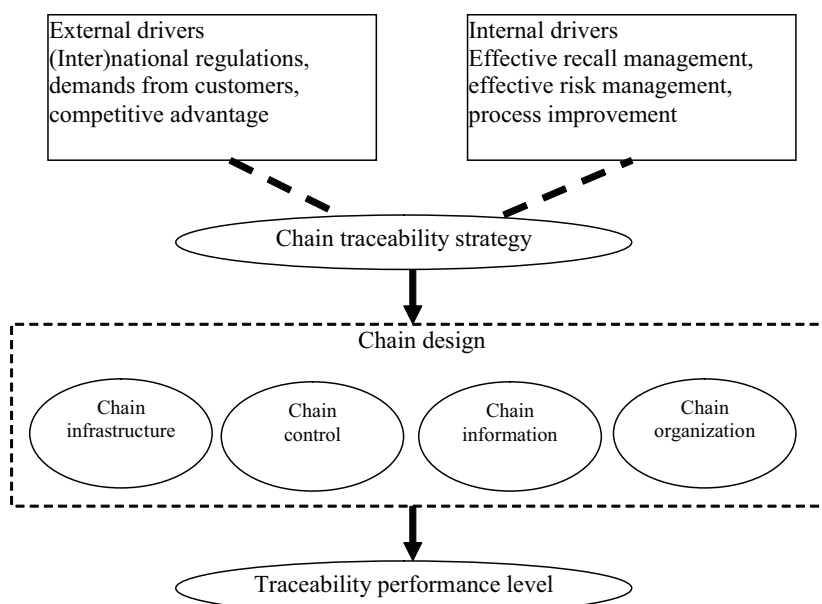 External drivers
(Inter)national regulations,
demands from customers,
competitive advantage
Internal drivers
Effective recall management,
effective risk management,
process improvement
Chain traceability strategy
Chain design
Chain
infrastructure
Chain
control
Chain
information
Chain
organization
Traceability performance level